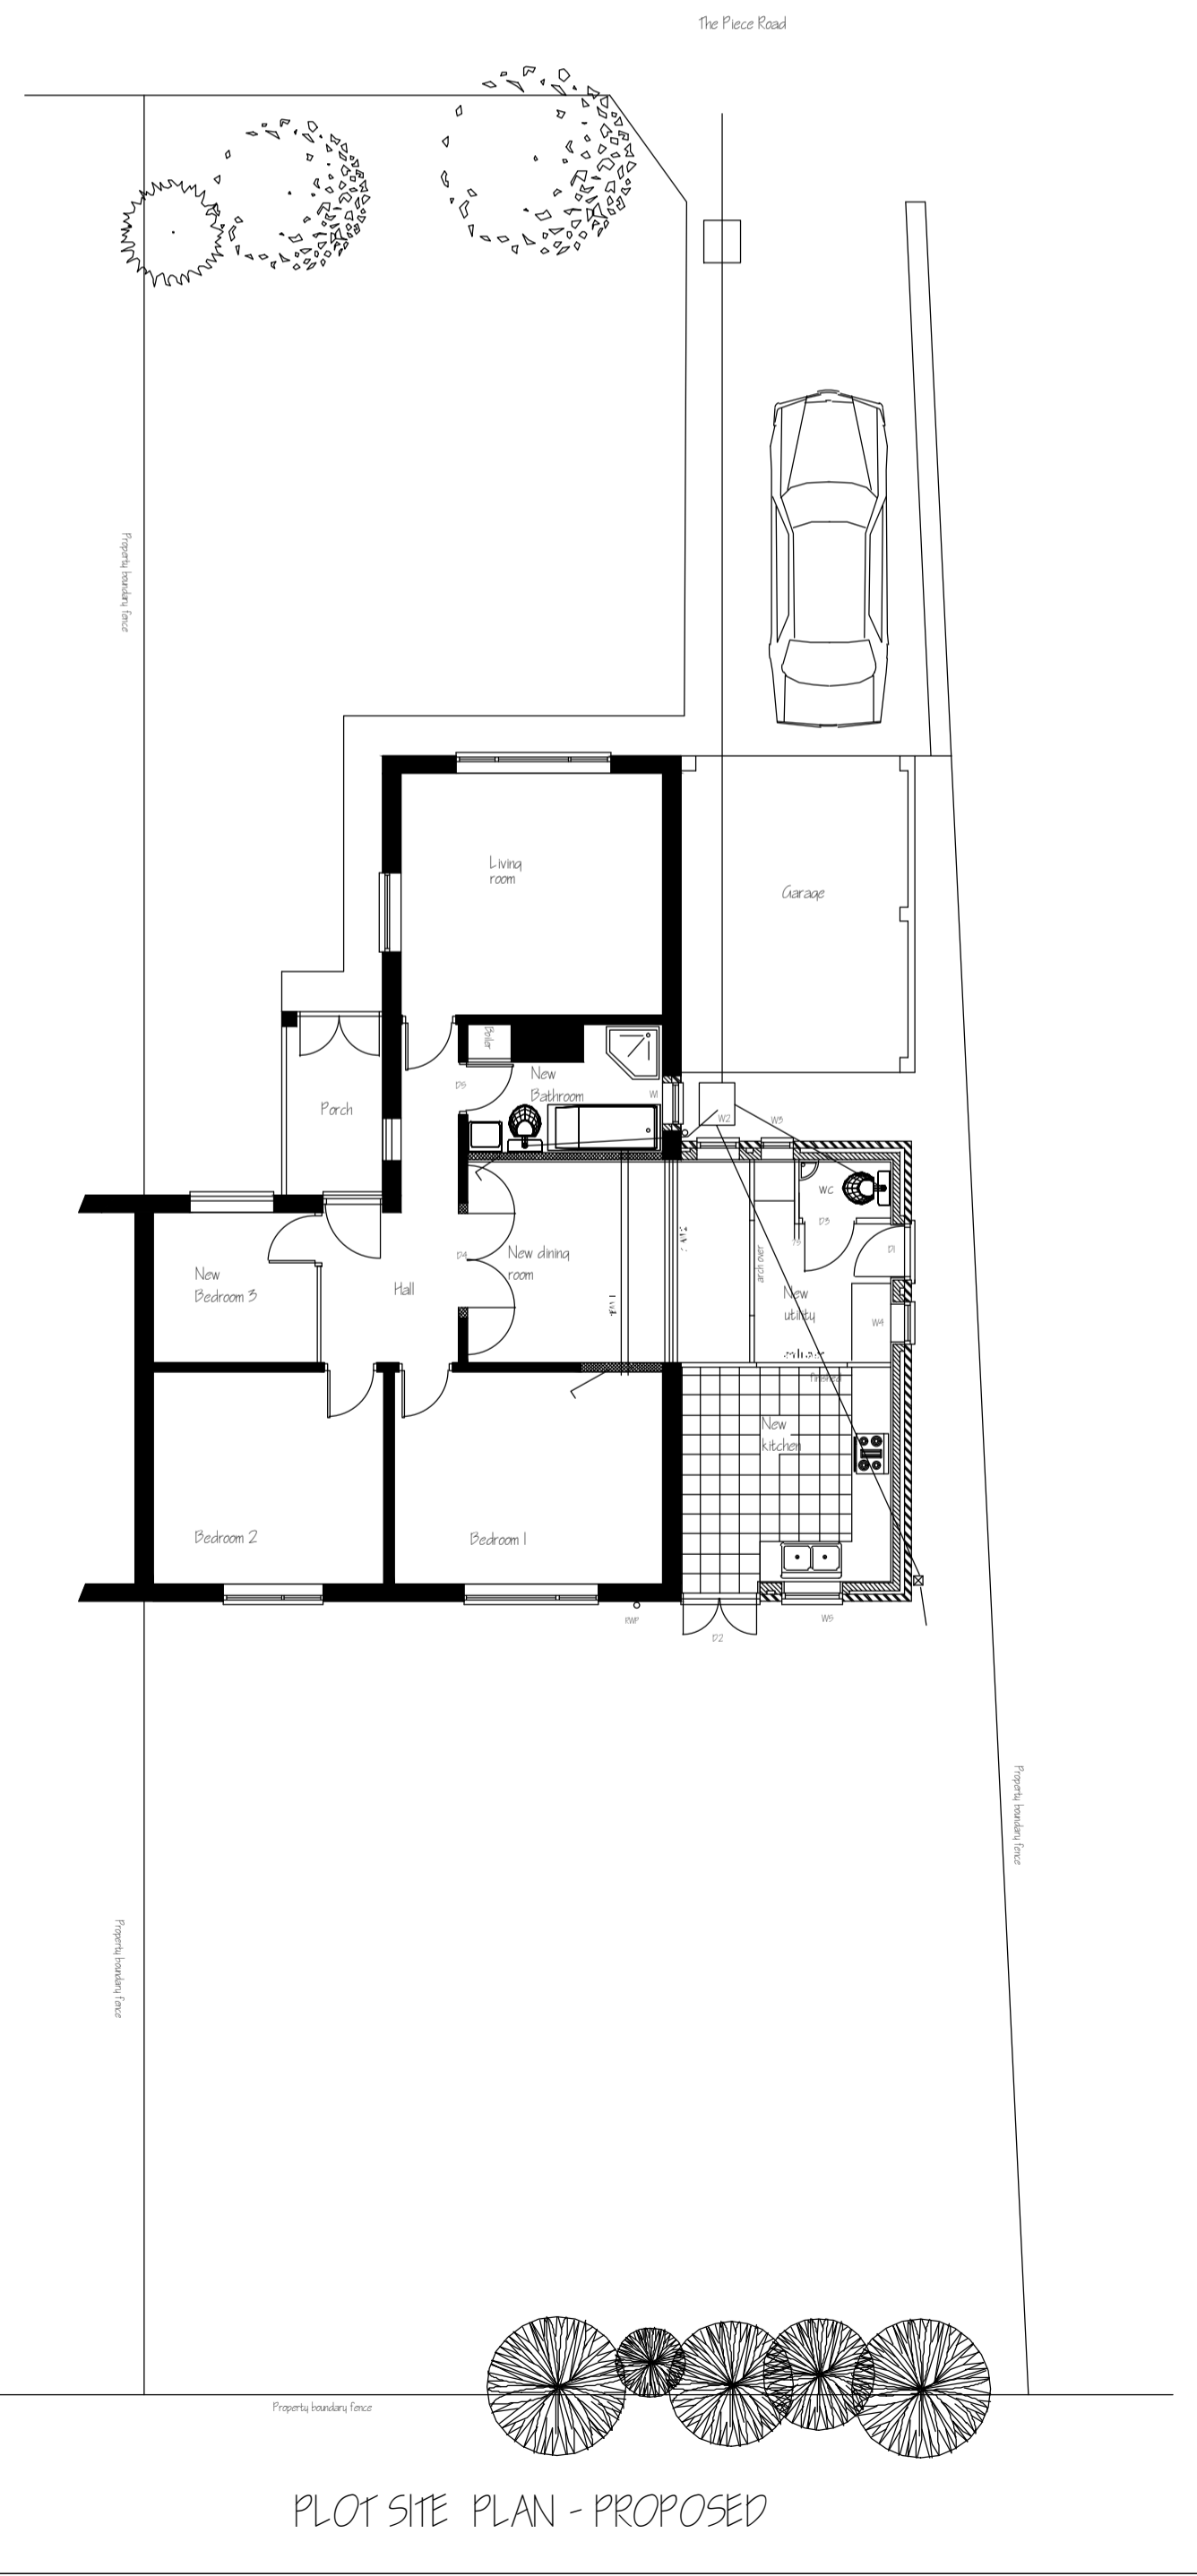 The Piece Road
Property boundary fence
Living
room
Garage
Boiler
New
Bathroom
D5
W1
W2
W3
Porch
WC
D3
D1
New
Bedroom 3
Hall
D4
New dining
room
arch over
New
utility
W4
finished
New
kitchen
Bedroom 2
Bedroom 1
RWP
D2
W5
Property boundary fence
Property boundary fence
Property boundary fence
PLOT SITE PLAN - PROPOSED